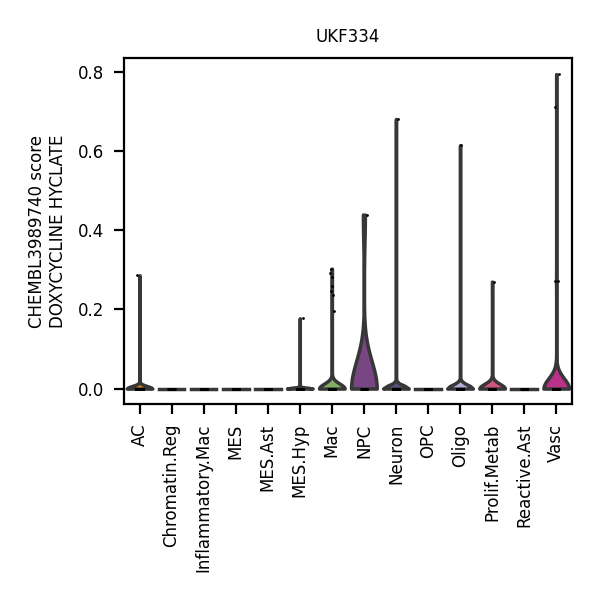 UKF334
CHEMBL3989740 score
DOXYCYCLINE HYCLATE
0.8
0.6
0.4
0.2
0.0
AC
Chromatin.Reg
Inflammatory.Mac
MES
MES.Ast
MES.Hyp
Mac
NPC
Neuron
OPC
Oligo
Prolif.Metab
Reactive.Ast
Vasc